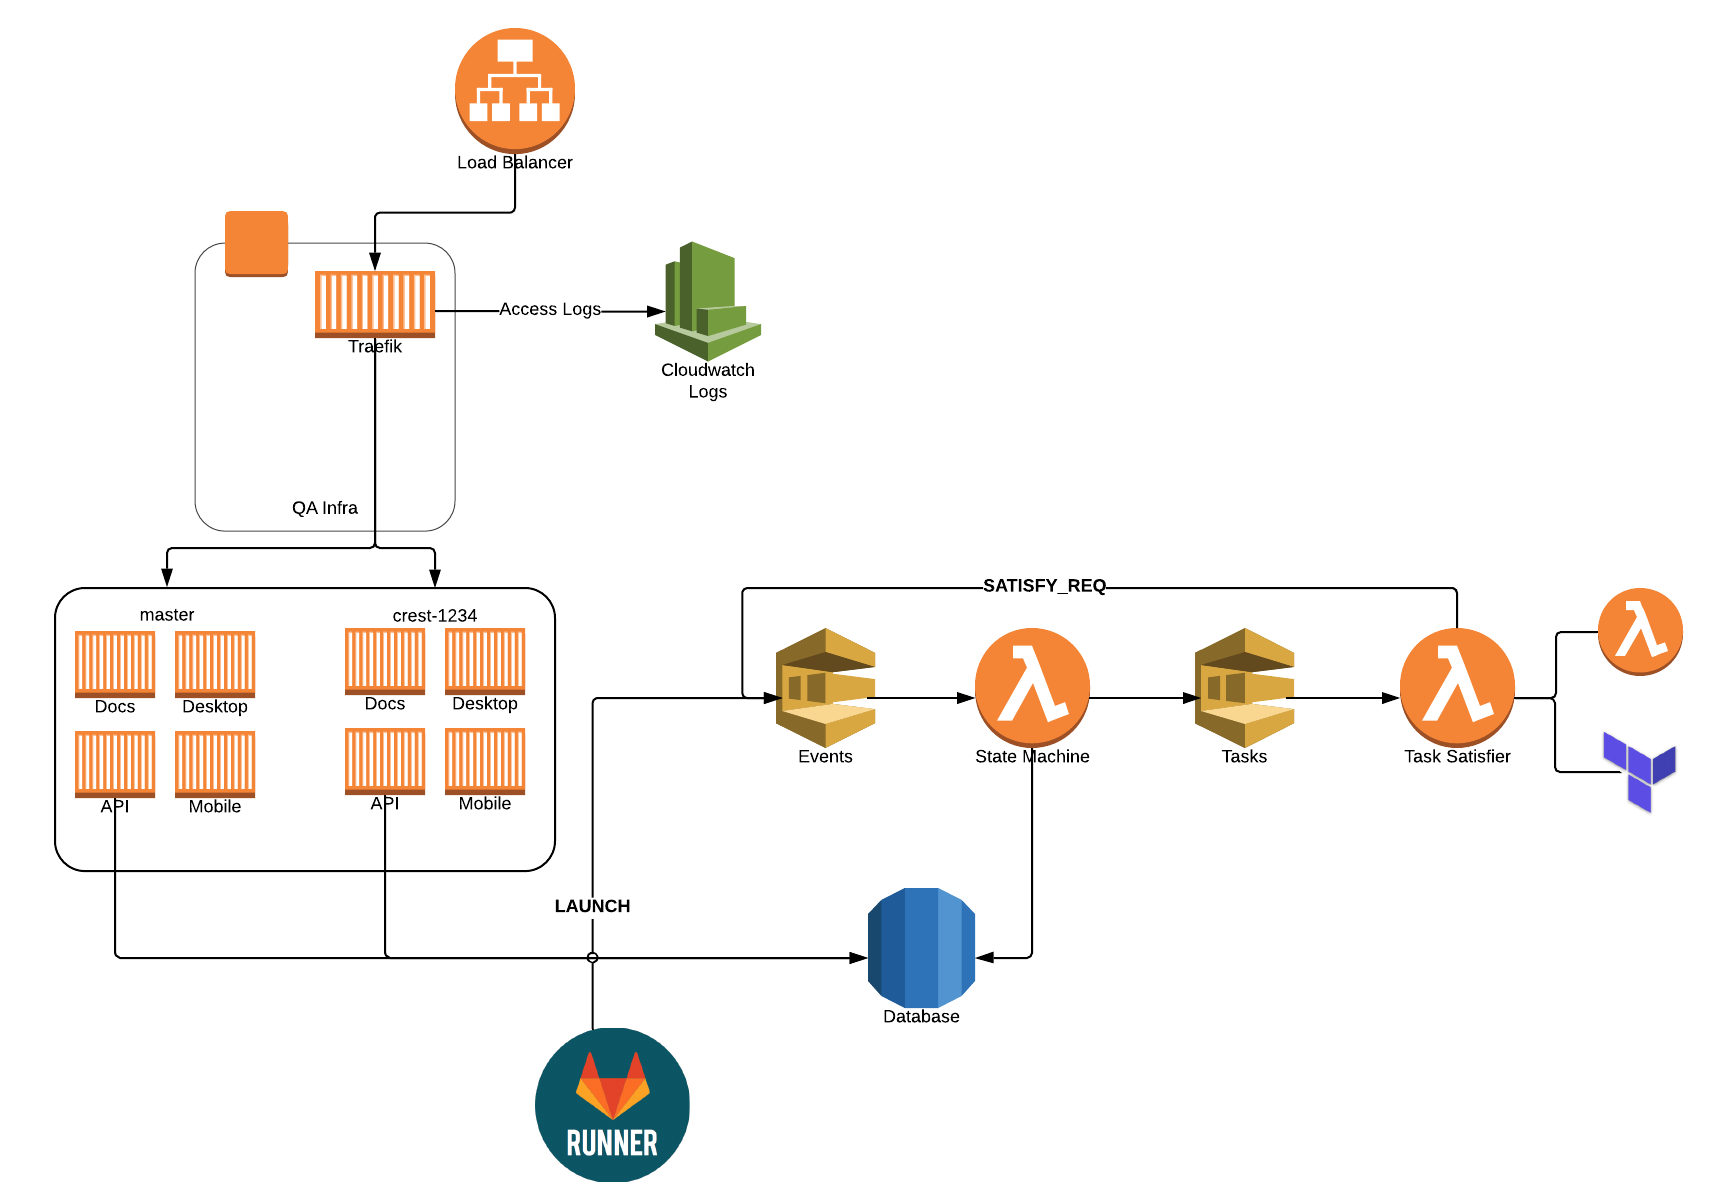 Load Balancer
Traefik
Access Logs
Cloudwatch
Logs
QA Infra
master
crest-1234
Docs
Desktop
Docs
Desktop
API
Mobile
API
Mobile
SATISFY_REQ
Events
State Machine
Tasks
Task Satisfier
LAUNCH
Database
RUNNER